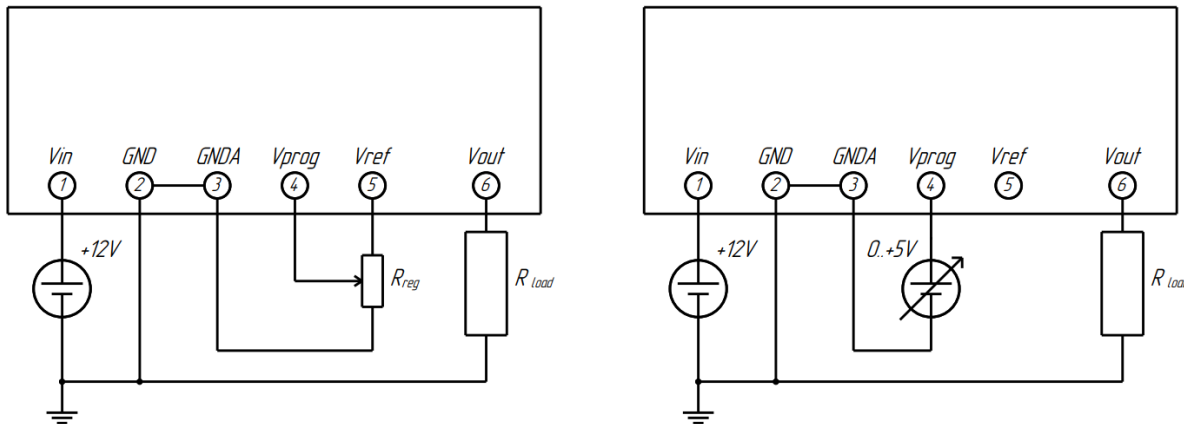 Vin GND GNDA Vprog Vref Vout
1 2 3 4 5 6
+12V
Rreg
R load
Vin GND GNDA Vprog Vref Vout
1 2 3 4 5 6
+12V
0..+5V
R load